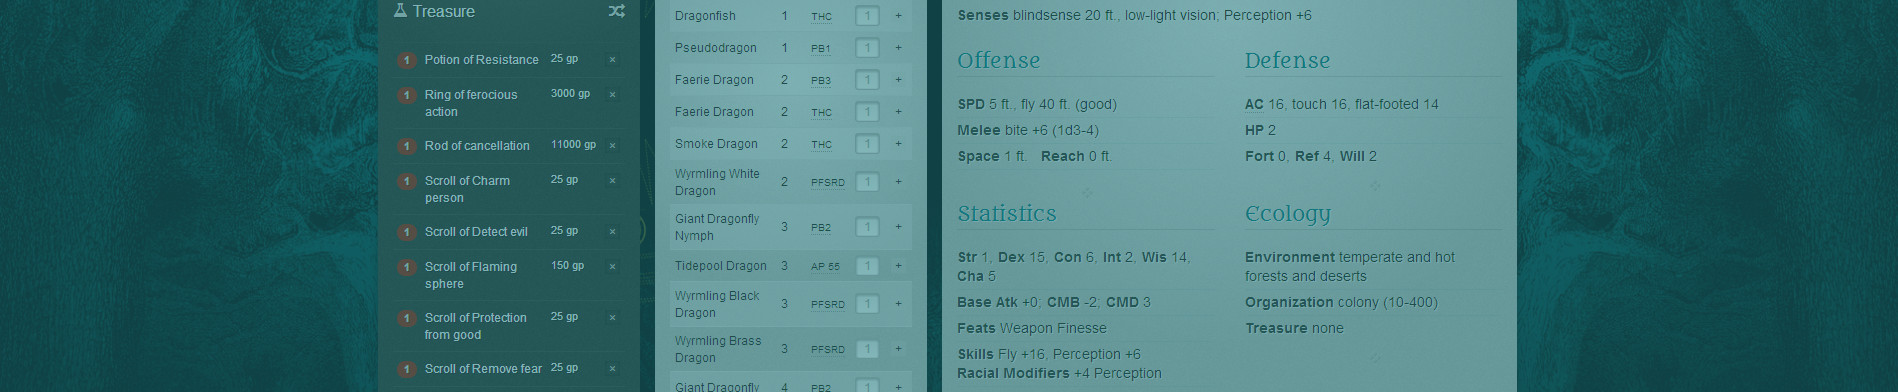 Treasure
1 Potion of Resistance 25 gp ×
1 Ring of ferocious 3000 gp ×
action
1 Rod of cancellation 11000 gp ×
1 Scroll of Charm 25 gp ×
person
1 Scroll of Detect evil 25 gp ×
1 Scroll of Flaming 150 gp ×
sphere
1 Scroll of Protection 25 gp ×
from good
1 Scroll of Remove fear 25 gp ×
Dragonfish 1 THC 1 +
Pseudodragon 1 PB1 1 +
Faerie Dragon 2 PB3 1 +
Faerie Dragon 2 THC 1 +
Smoke Dragon 2 THC 1 +
Wyrmling White 2 PFSRD 1 +
Dragon
Giant Dragonfly 3 PB2 1 +
Nymph
Tidepool Dragon 3 AP 55 1 +
Wyrmling Black 3 PFSRD 1 +
Dragon
Wyrmling Brass 3 PFSRD 1 +
Dragon
Giant Dragonfly 4 PB2 1 +
Senses blindsense 20 ft., low-light vision; Perception +6
Offense
SPD 5 ft., fly 40 ft. (good)
Melee bite +6 (1d3-4)
Space 1 ft. Reach 0 ft.
Defense
AC 16, touch 16, flat-footed 14
HP 2
Fort 0, Ref 4, Will 2
Statistics
Str 1, Dex 15, Con 6, Int 2, Wis 14,
Cha 5
Base Atk +0; CMB -2; CMD 3
Feats Weapon Finesse
Skills Fly +16, Perception +6
Racial Modifiers +4 Perception
Ecology
Environment temperate and hot
forests and deserts
Organization colony (10-400)
Treasure none